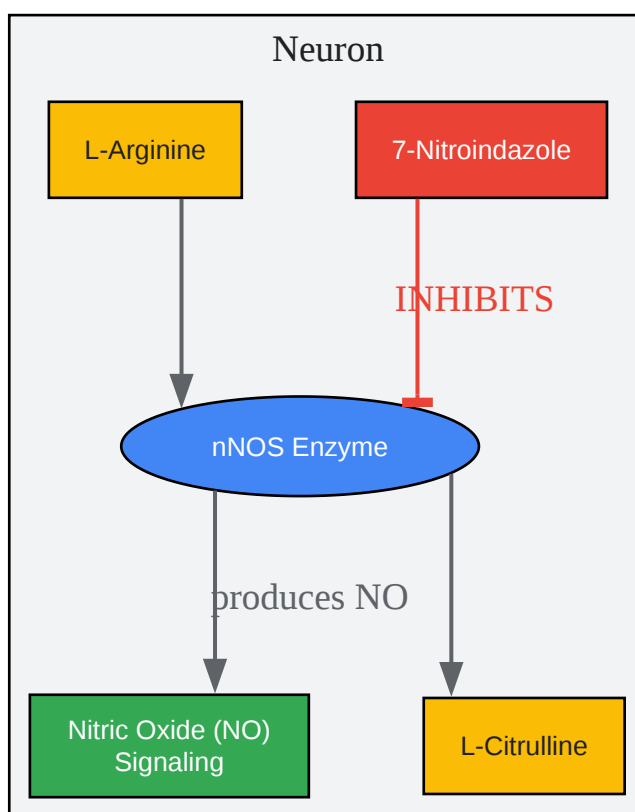 Neuron
L-Arginine
7-Nitroindazole
INHIBITS
nNOS Enzyme
produces NO
Nitric Oxide (NO)
Signaling
L-Citrulline